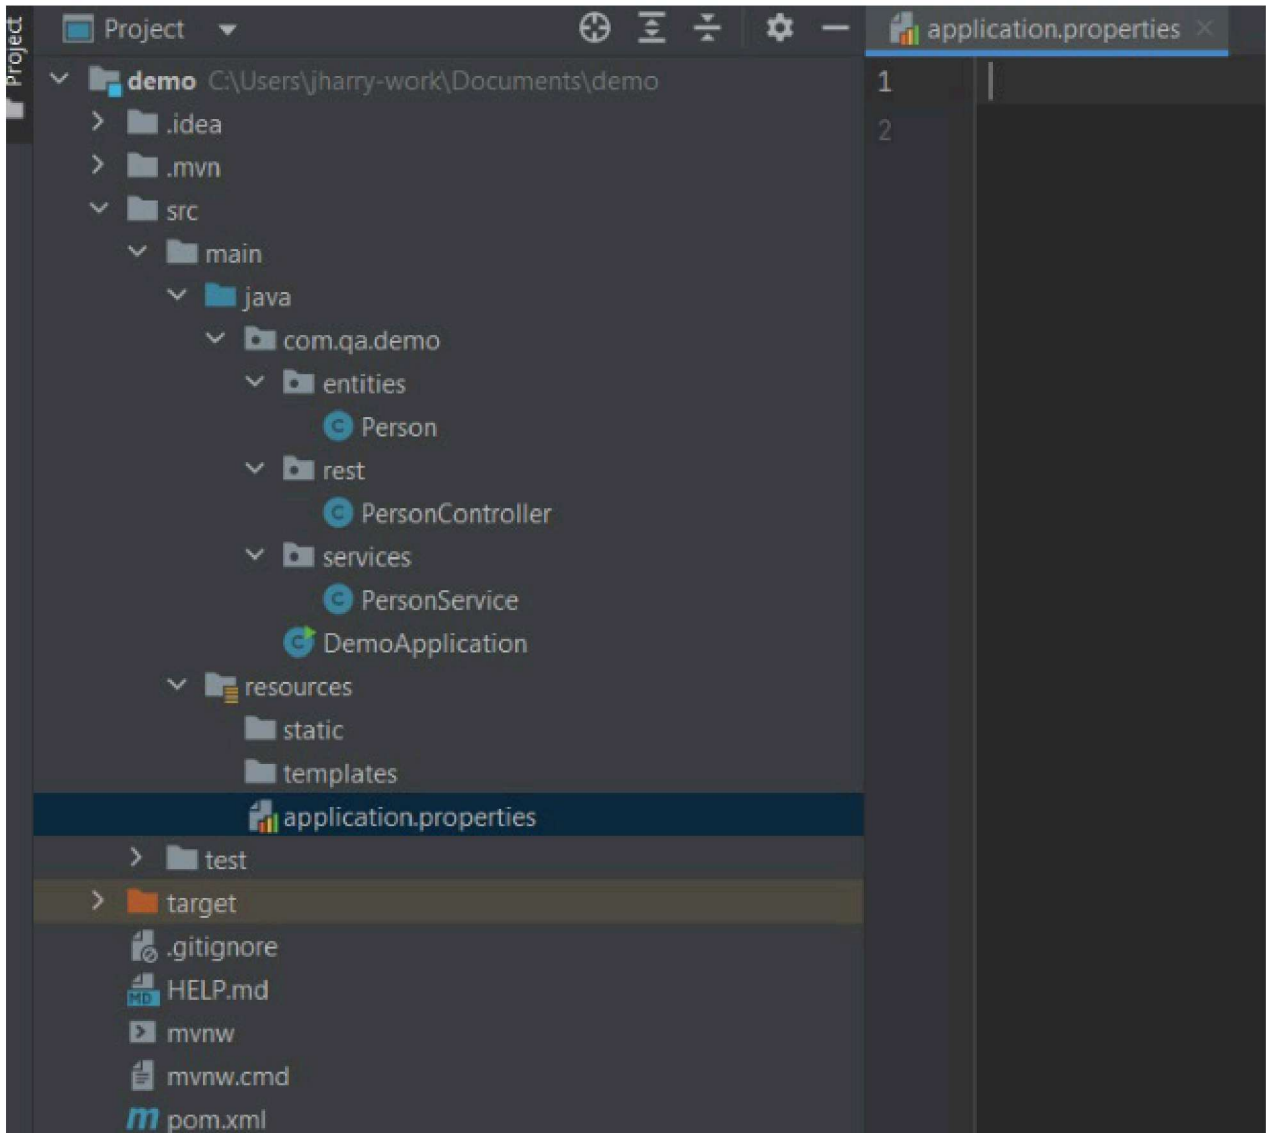 Project
Project
application.properties
demo C:\Users\jharry-work\Documents\demo
1
.idea
2
.mvn
src
main
java
com.qa.demo
entities
C Person
rest
C PersonController
services
C PersonService
C DemoApplication
resources
static
templates
application.properties
test
target
.gitignore
MD HELP.md
mvnw
mvnw.cmd
m pom.xml